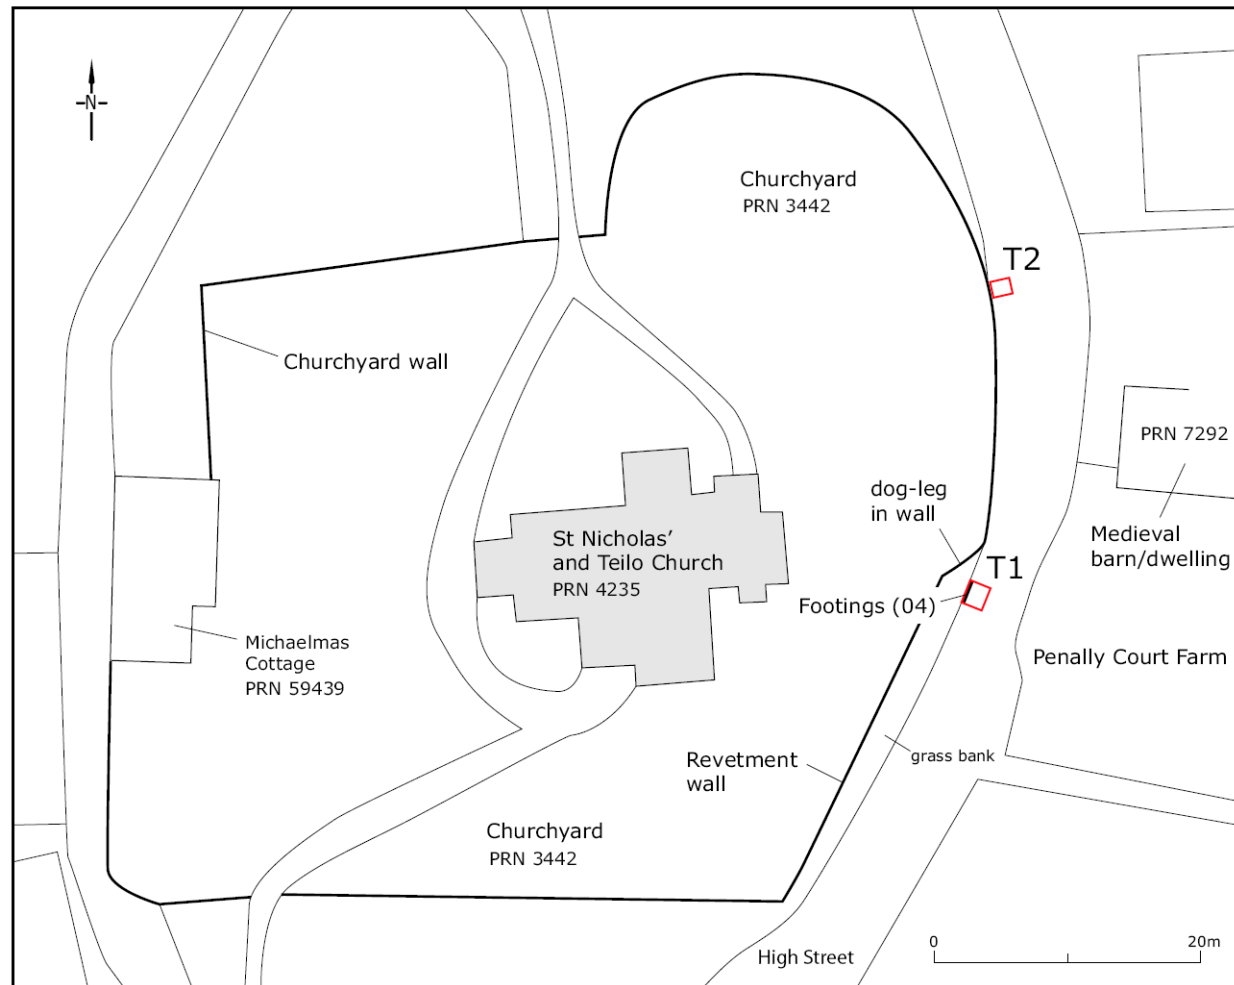 N
Churchyard
PRN 3442
T2
Churchyard wall
PRN 7292
dog-leg
in wall
Medieval
barn/dwelling
St Nicholas’
and Teilo Church
PRN 4235
T1
Footings (04)
Michaelmas
Cottage
PRN 59439
Penally Court Farm
Revetment
wall
grass bank
Churchyard
PRN 3442
High Street
0
20m